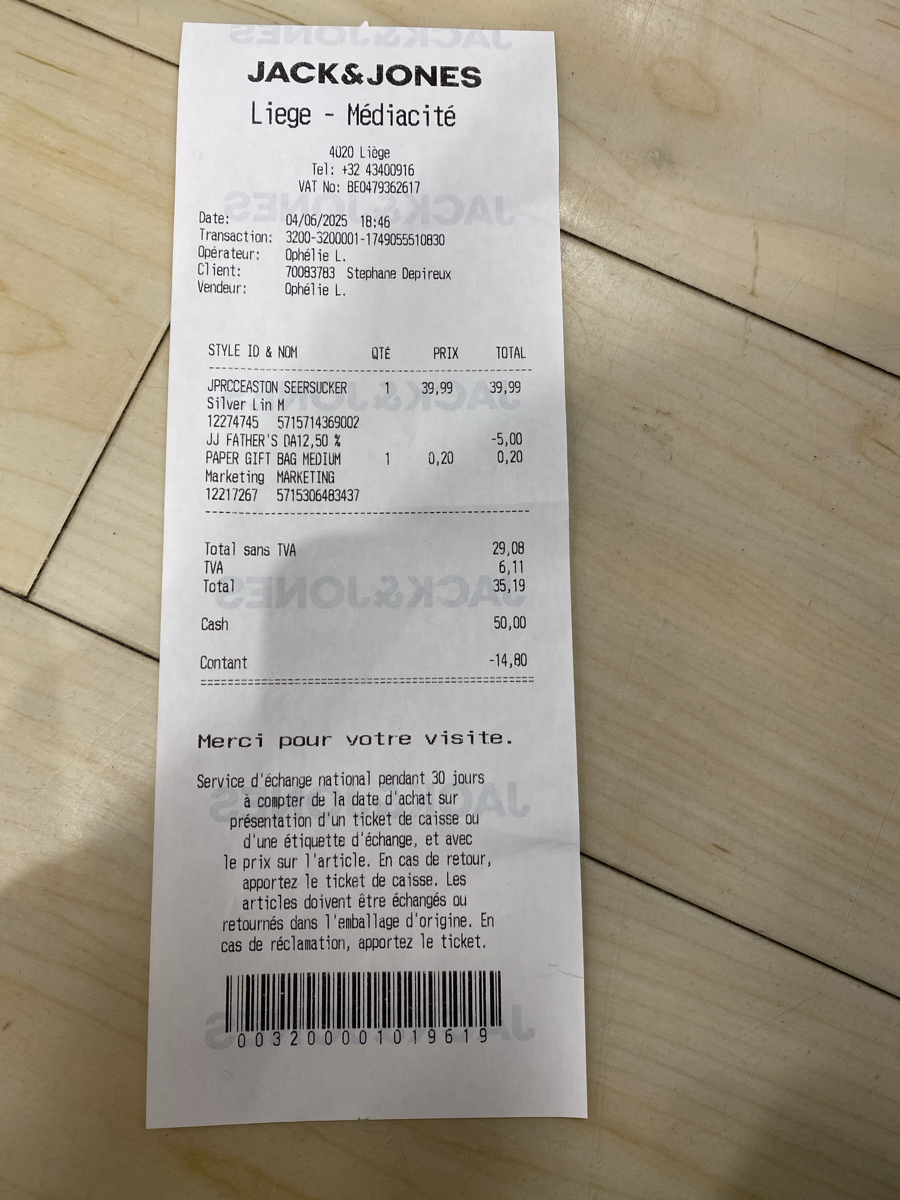 JACK&JONES
Liege - Médiacité
4020 Liège
Tel: +32 43400916
VAT No: BE0479362617
Date: 04/06/2025 18:46
Transaction: 3200-3200001-1749055510830
Opérateur: Ophélie L.
Client: 70083783 Stephane Depireux
Vendeur: Ophélie L.
STYLE ID & NOM QTÉ PRIX TOTAL
JPRCCEASTON SEERSUCKER 1 39,99 39,99
Silver Lin M
12274745 5715714369002
JJ FATHER'S DA12,50 % -5,00
PAPER GIFT BAG MEDIUM 1 0,20 0,20
Marketing MARKETING
12217267 5715306483437
Total sans TVA 29,08
TVA 6,11
Total 35,19
Cash 50,00
Contant -14,80
Merci pour votre visite.
Service d'échange national pendant 30 jours
à compter de la date d'achat sur
présentation d'un ticket de caisse ou
d'une étiquette d'échange, et avec
le prix sur l'article. En cas de retour,
apportez le ticket de caisse. Les
articles doivent être échangés ou
retournés dans l'emballage d'origine. En
cas de réclamation, apportez le ticket.
0032000001019619